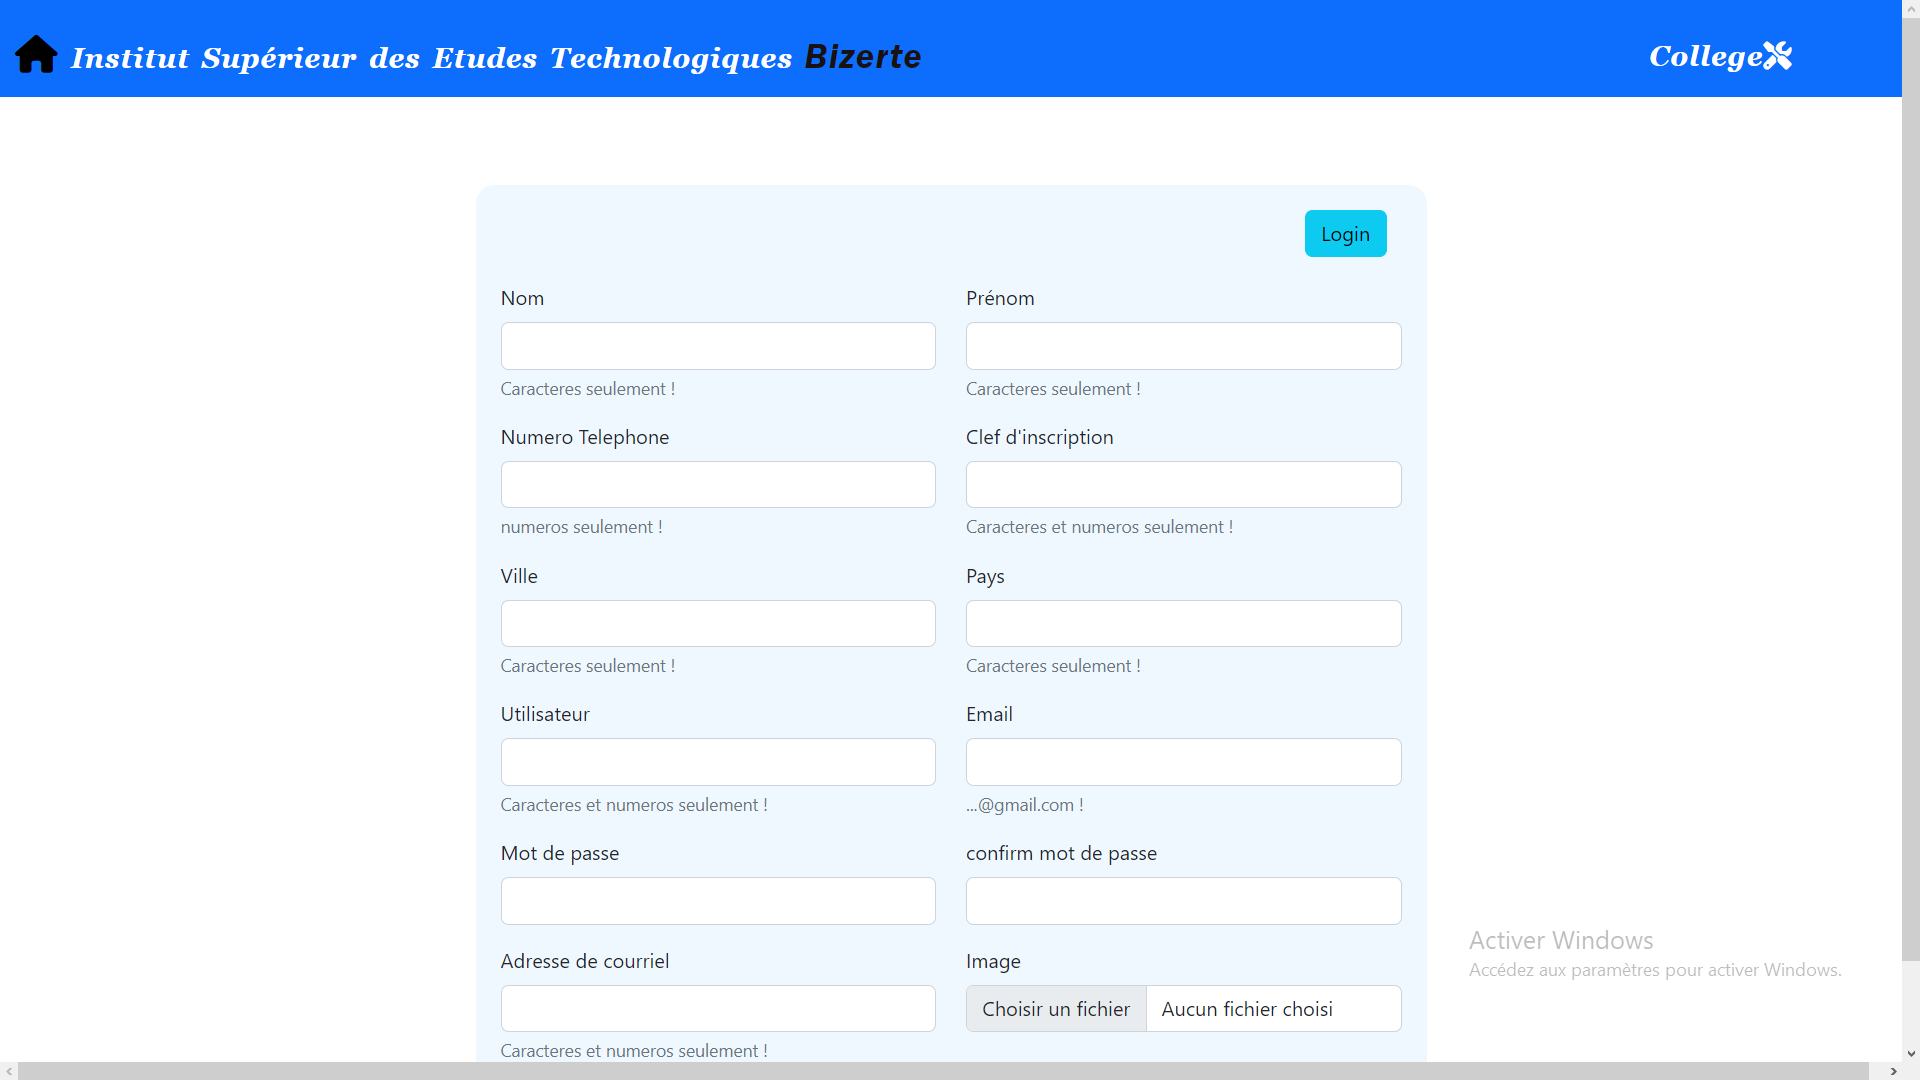 Institut Supérieur des Etudes Technologiques Bizerte
College
Login
Nom
Prénom
Caracteres seulement !
Caracteres seulement !
Numero Telephone
Clef d'inscription
numeros seulement !
Caracteres et numeros seulement !
Ville
Pays
Caracteres seulement !
Caracteres seulement !
Utilisateur
Email
Caracteres et numeros seulement !
...@gmail.com !
Mot de passe
confirm mot de passe
Adresse de courriel
Image
Choisir un fichier
Aucun fichier choisi
Caracteres et numeros seulement !
Activer Windows
Accédez aux paramètres pour activer Windows.